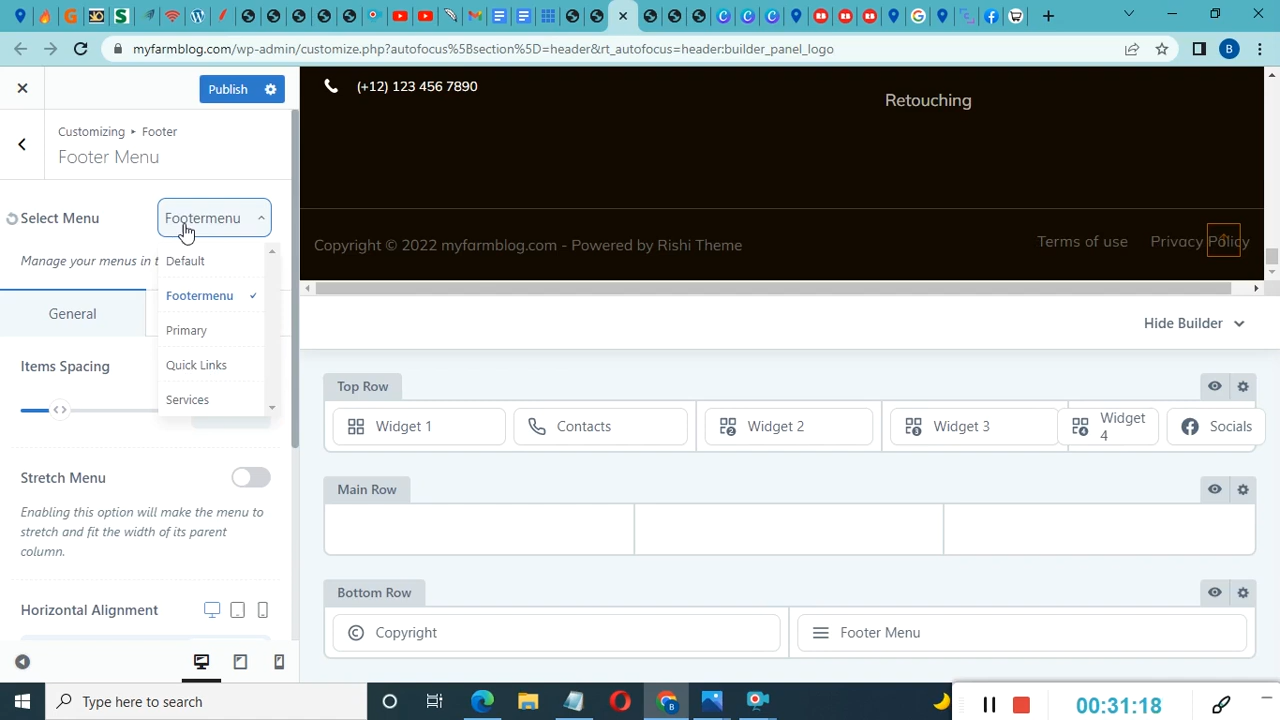 myfarmblog.com/wp-admin/customize.php?autofocus%5Bsection%5D=header&rt_autofocus=header:builder_panel_logo
B
Publish
Customizing ▸ Footer
Footer Menu
Select Menu
Footermenu
Manage your menus in t
Default
Footermenu
Primary
Quick Links
Services
General
Items Spacing
Stretch Menu
Enabling this option will make the menu to
stretch and fit the width of its parent
column.
Horizontal Alignment
(+12) 123 456 7890
Retouching
Copyright © 2022 myfarmblog.com - Powered by Rishi Theme
Terms of use
Privacy Policy
Hide Builder
Top Row
Widget 1
Contacts
Widget 2
Widget 3
Widget
4
Socials
Main Row
Bottom Row
Copyright
Footer Menu
Type here to search
00:31:18